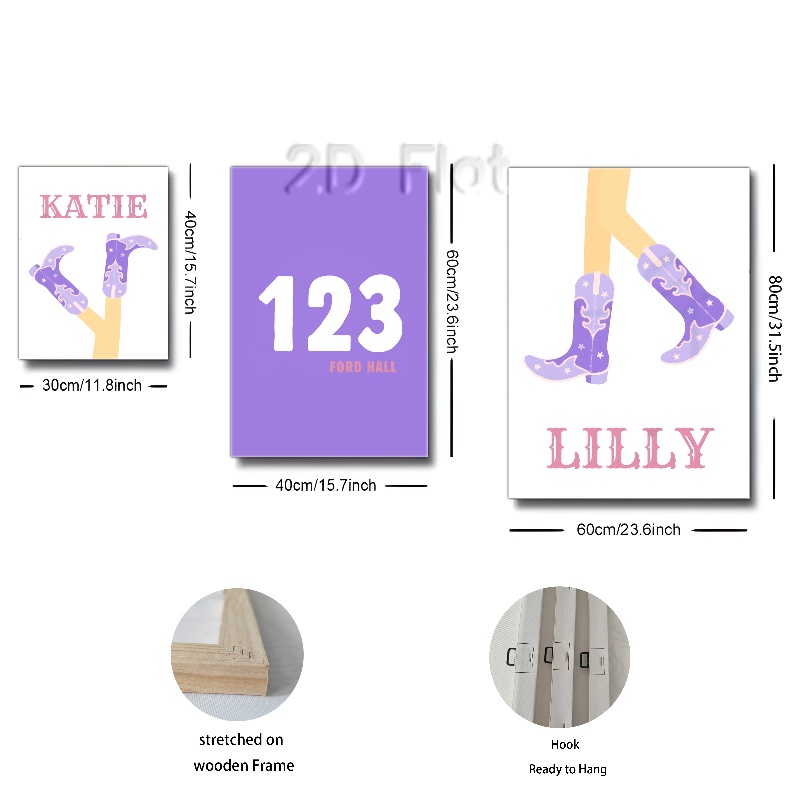 2D Flat
KATIE
40cm/15.7inch
30cm/11.8inch
123
FORD HALL
60cm/23.6inch
40cm/15.7inch
LILLY
80cm/31.5inch
60cm/23.6inch
stretched on
wooden Frame
Hook
Ready to Hang